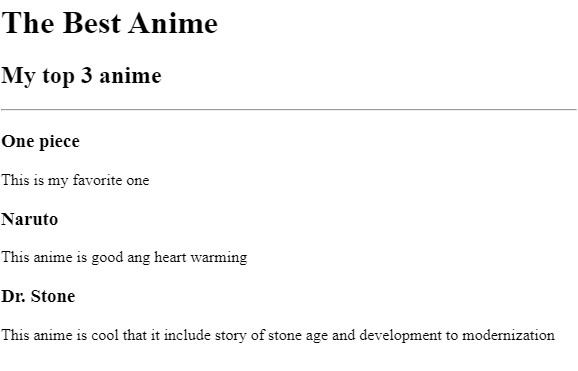 The Best Anime
My top 3 anime
One piece
This is my favorite one
Naruto
This anime is good ang heart warming
Dr. Stone
This anime is cool that it include story of stone age and development to modernization